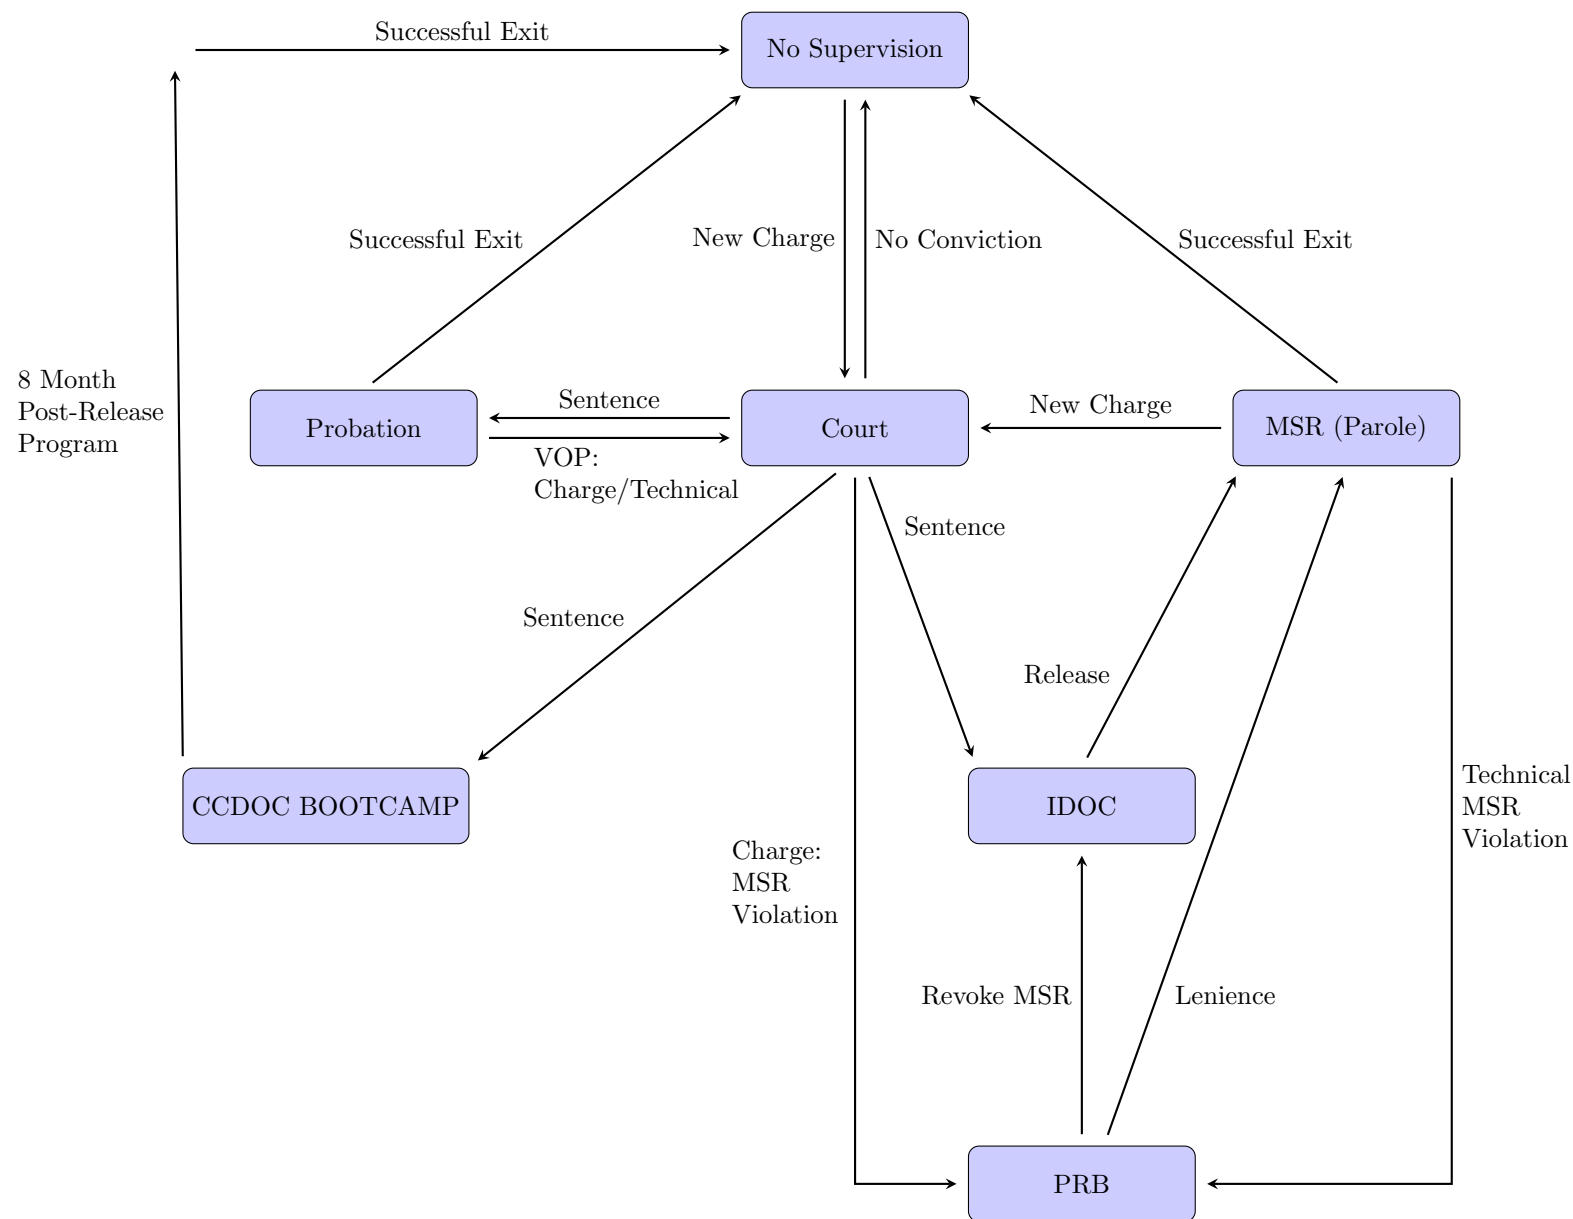 Successful Exit
No Supervision
Successful Exit
New Charge
No Conviction
Successful Exit
8 Month
Post-Release
Program
Probation
Sentence
VOP:
Charge/Technical
Court
New Charge
MSR (Parole)
Sentence
Sentence
Release
CCDOC BOOTCAMP
IDOC
Technical
MSR
Violation
Charge:
MSR
Violation
Revoke MSR
Lenience
PRB